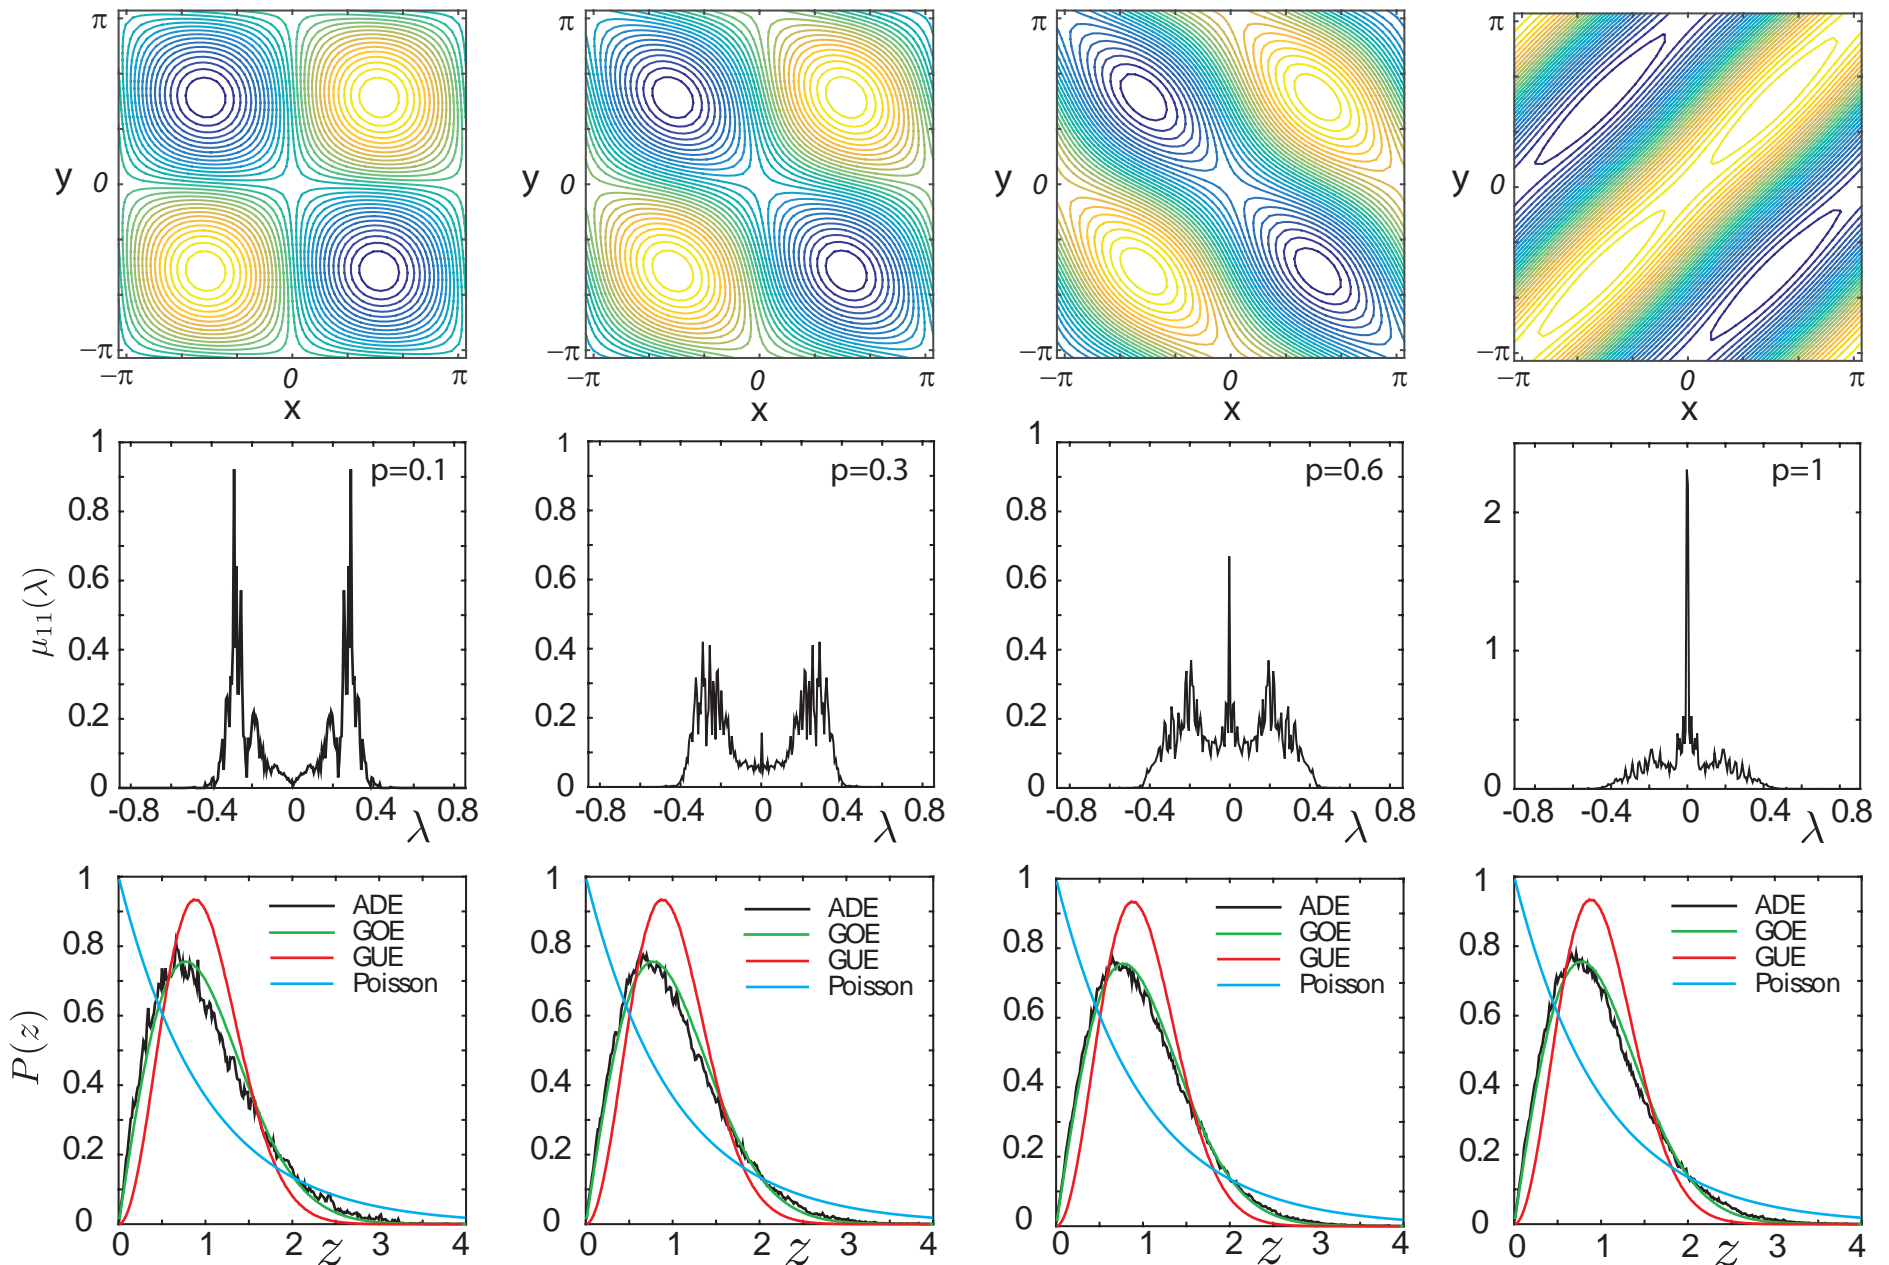 π π π π
y 0 y 0 y 0 y 0
−π −π −π −π
−π 0 π −π 0 π −π 0 π −π 0 π
x x x x
1 1 1
p=0.1 p=0.3 p=0.6 p=1
0.8 0.8 0.8 2
0.6 0.6 0.6
μ₁₁(λ)
0.4 0.4 0.4 1
0.2 0.2 0.2
0 0 0 0
-0.8 -0.4 0 0.4 0.8 -0.8 -0.4 0 0.4 0.8 -0.8 -0.4 0 0.4 0.8 -0.8 -0.4 0 0.4 0.8
λ λ λ λ
1 1 1 1
ADE ADE ADE ADE
GOE GOE GOE GOE
0.8 GUE 0.8 GUE 0.8 GUE 0.8 GUE
Poisson Poisson Poisson Poisson
0.6 0.6 0.6 0.6
P(z)
0.4 0.4 0.4 0.4
0.2 0.2 0.2 0.2
0 0 0 0
0 1 2 z 3 4 0 1 2 z 3 4 0 1 2 z 3 4 0 1 2 z 3 4